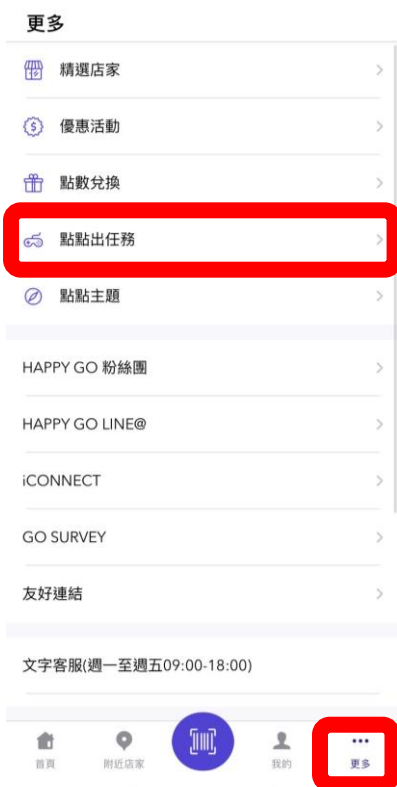 更多
精選店家
優惠活動
點數兌換
點點出任務
點點主題
HAPPY GO 粉絲團
HAPPY GO LINE@
iCONNECT
GO SURVEY
友好連結
文字客服(週一至週五09:00-18:00)
首頁 附近店家 我的 更多